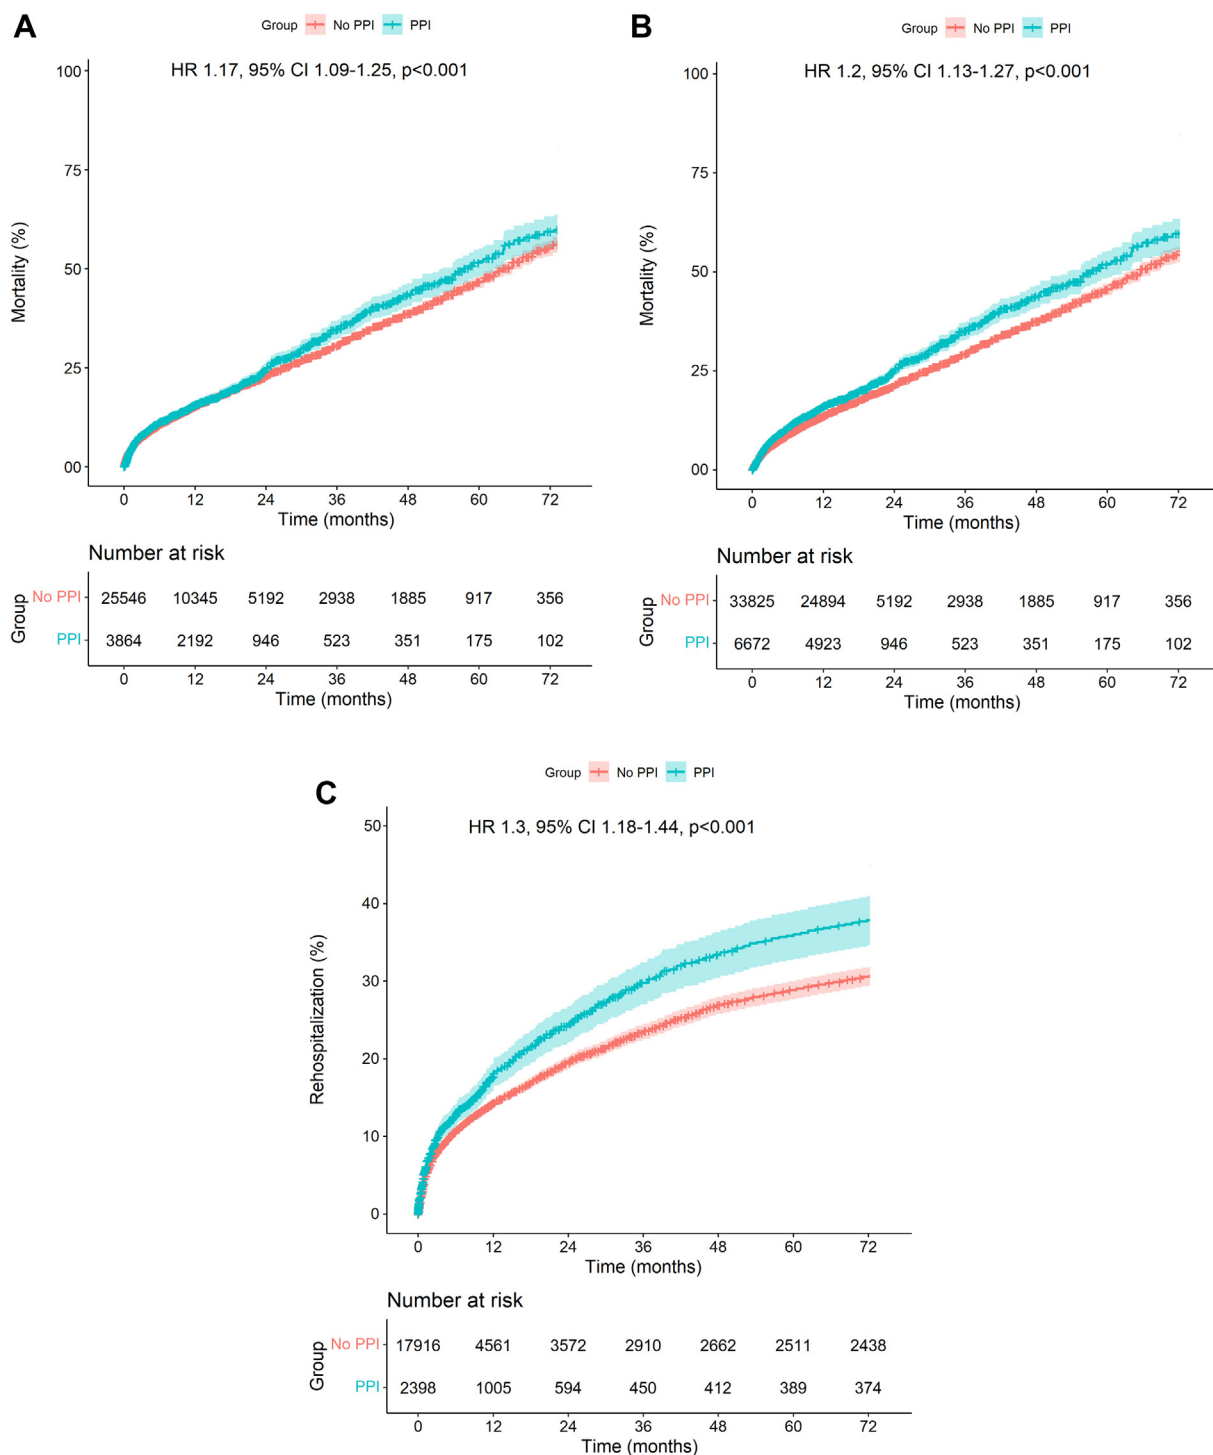 A
Group No PPI PPI
HR 1.17, 95% CI 1.09-1.25, p<0.001
Mortality (%)
100
75
50
25
00
0 12 24 36 48 60 72
Time (months)
Number at risk
Group
No PPI 25546 10345 5192 2938 1885 917 356
PPI 3864 2192 946 523 351 175 102
0 12 24 36 48 60 72
Time (months)
B
Group No PPI PPI
HR 1.2, 95% CI 1.13-1.27, p<0.001
Mortality (%)
100
75
50
25
00
0 12 24 36 48 60 72
Time (months)
Number at risk
Group
No PPI 33825 24894 5192 2938 1885 917 356
PPI 6672 4923 946 523 351 175 102
0 12 24 36 48 60 72
Time (months)
C
Group No PPI PPI
HR 1.3, 95% CI 1.18-1.44, p<0.001
Rehospitalization (%)
50
40
30
20
10
0
0 12 24 36 48 60 72
Time (months)
Number at risk
Group
No PPI 17916 4561 3572 2910 2662 2511 2438
PPI 2398 1005 594 450 412 389 374
0 12 24 36 48 60 72
Time (months)